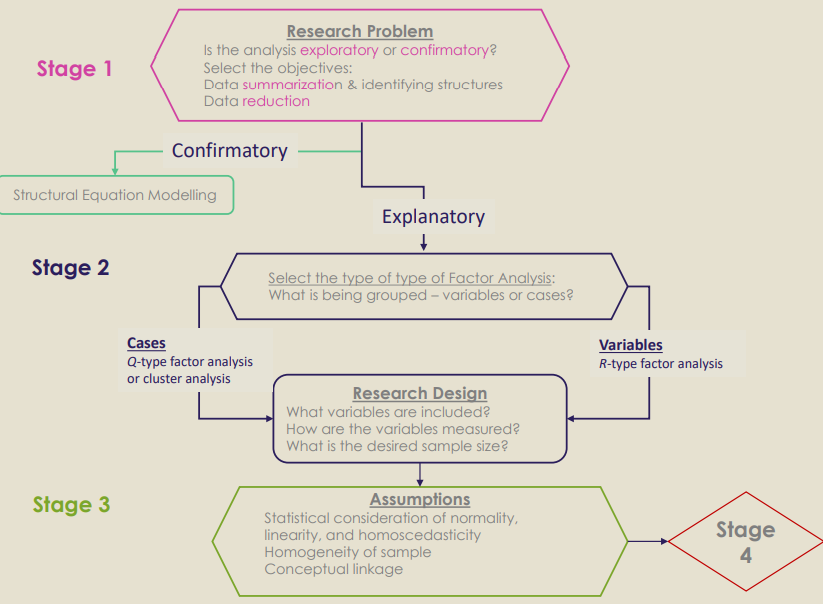 Stage 1
Research Problem
Is the analysis exploratory or confirmatory?
Select the objectives:
Data summarization & identifying structures
Data reduction
Confirmatory
Structural Equation Modelling
Explanatory
Stage 2
Select the type of type of Factor Analysis:
What is being grouped – variables or cases?
Cases
Q-type factor analysis
or cluster analysis
Variables
R-type factor analysis
Research Design
What variables are included?
How are the variables measured?
What is the desired sample size?
Stage 3
Assumptions
Statistical consideration of normality,
linearity, and homoscedasticity
Homogeneity of sample
Conceptual linkage
Stage
4